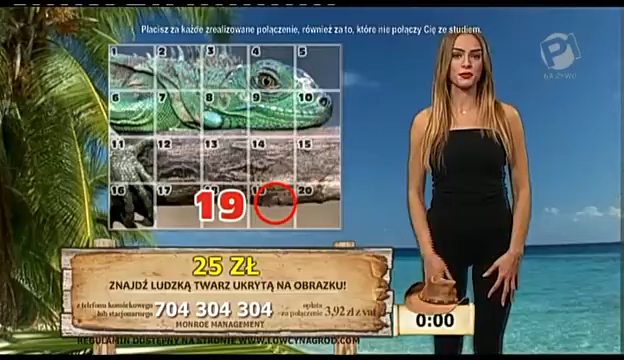 Płacisz za każde zrealizowane połączenie, również za to, które nie połączy Cię ze studiem.
P
NA ŻYWO
1 2 3 4 5
6 7 8 9 10
11 12 13 14 15
16 17 20
19
25 ZŁ
ZNAJDŹ LUDZKĄ TWARZ UKRYTĄ NA OBRAZKU!
z telefonu komórkowego
lub stacjonarnego
704 304 304
opłata
za połączenie 3,92 zł z vat
MONROE MANAGEMENT
0:00
REGULAMIN DOSTĘPNY NA STRONIE WWW.LOWCYNAGROD.COM